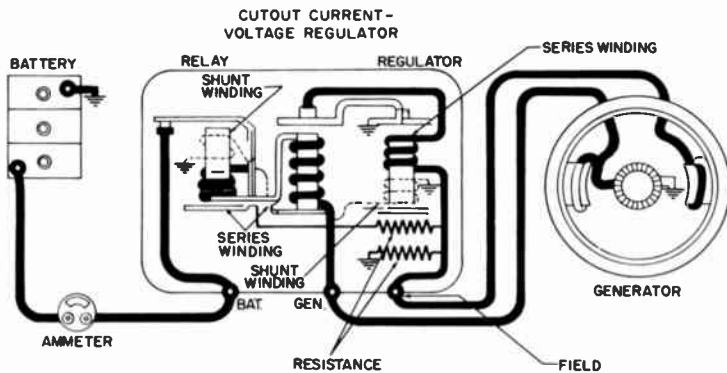 CUTOUT CURRENT-
VOLTAGE REGULATOR
BATTERY
RELAY
REGULATOR
SERIES WINDING
SHUNT
WINDING
SERIES
WINDING
SHUNT
WINDING
BAT.
GEN.
GENERATOR
AMMETER
RESISTANCE
FIELD